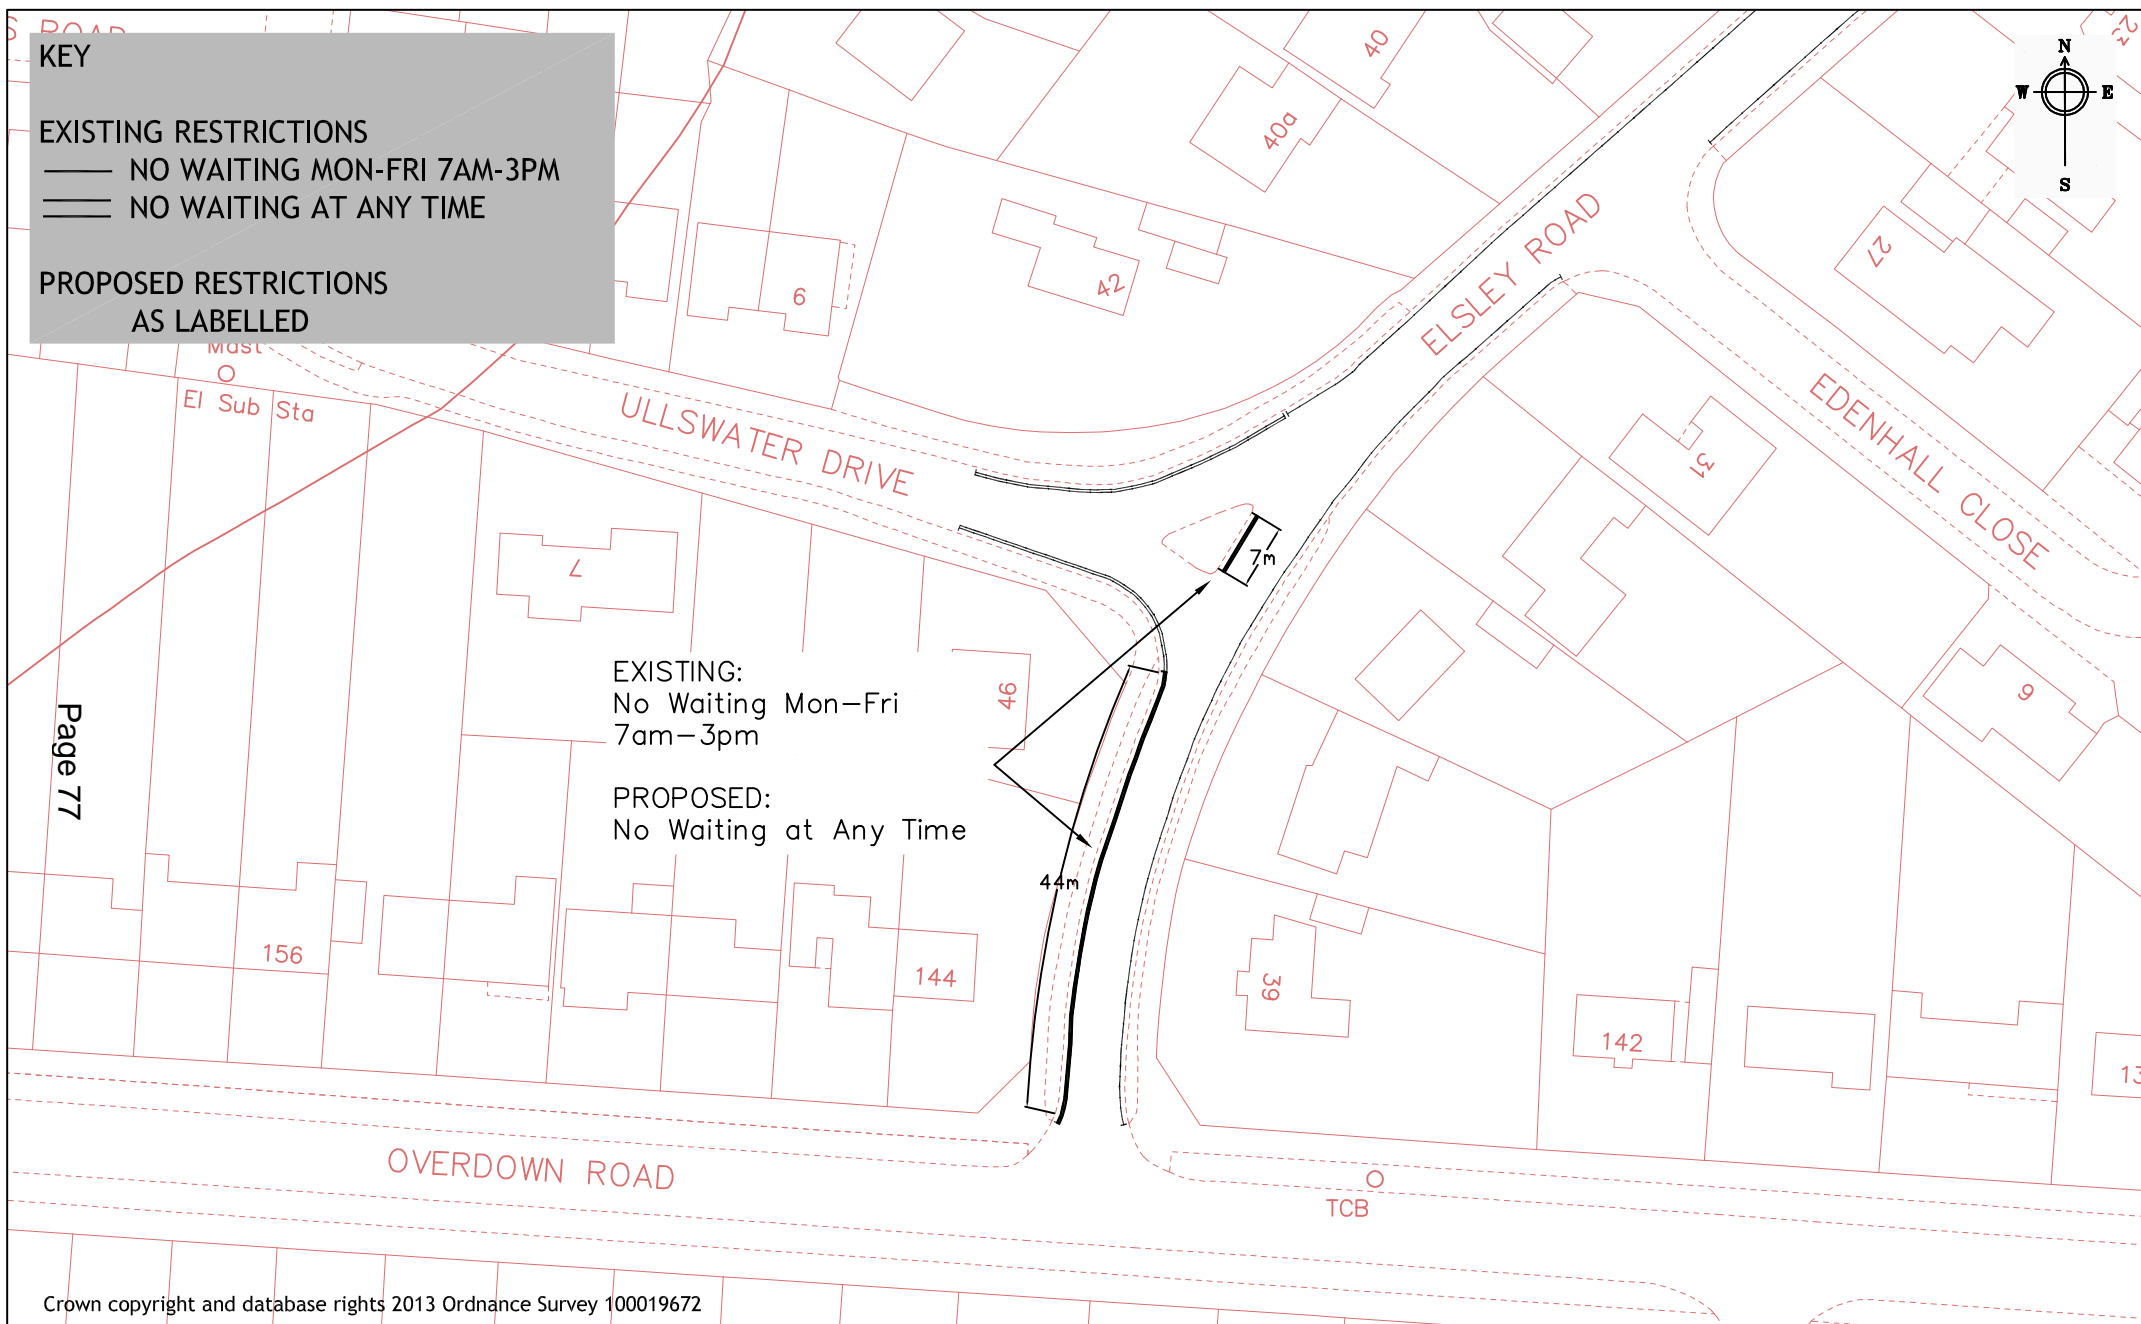 S ROAD
KEY
EXISTING RESTRICTIONS
NO WAITING MON-FRI 7AM-3PM
NO WAITING AT ANY TIME
PROPOSED RESTRICTIONS
AS LABELLED
N
W E
S
40
40a
23
27
42
6
ELSLEY ROAD
Mast
El Sub Sta
ULLSWATER DRIVE
EDENHALL CLOSE
31
7
7m
46
9
EXISTING:
No Waiting Mon-Fri
7am-3pm
PROPOSED:
No Waiting at Any Time
Page 77
44m
156
144
39
142
13
OVERDOWN ROAD
TCB
Crown copyright and database rights 2013 Ordnance Survey 100019672